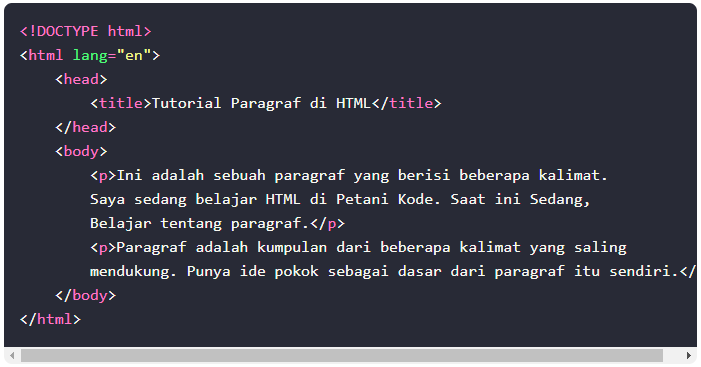 <!DOCTYPE html>
<html lang="en">
    <head>
        <title>Tutorial Paragraf di HTML</title>
    </head>
    <body>
        <p>Ini adalah sebuah paragraf yang berisi beberapa kalimat.
        Saya sedang belajar HTML di Petani Kode. Saat ini Sedang,
        Belajar tentang paragraf.</p>
        <p>Paragraf adalah kumpulan dari beberapa kalimat yang saling
        mendukung. Punya ide pokok sebagai dasar dari paragraf itu sendiri.</
    </body>
</html>